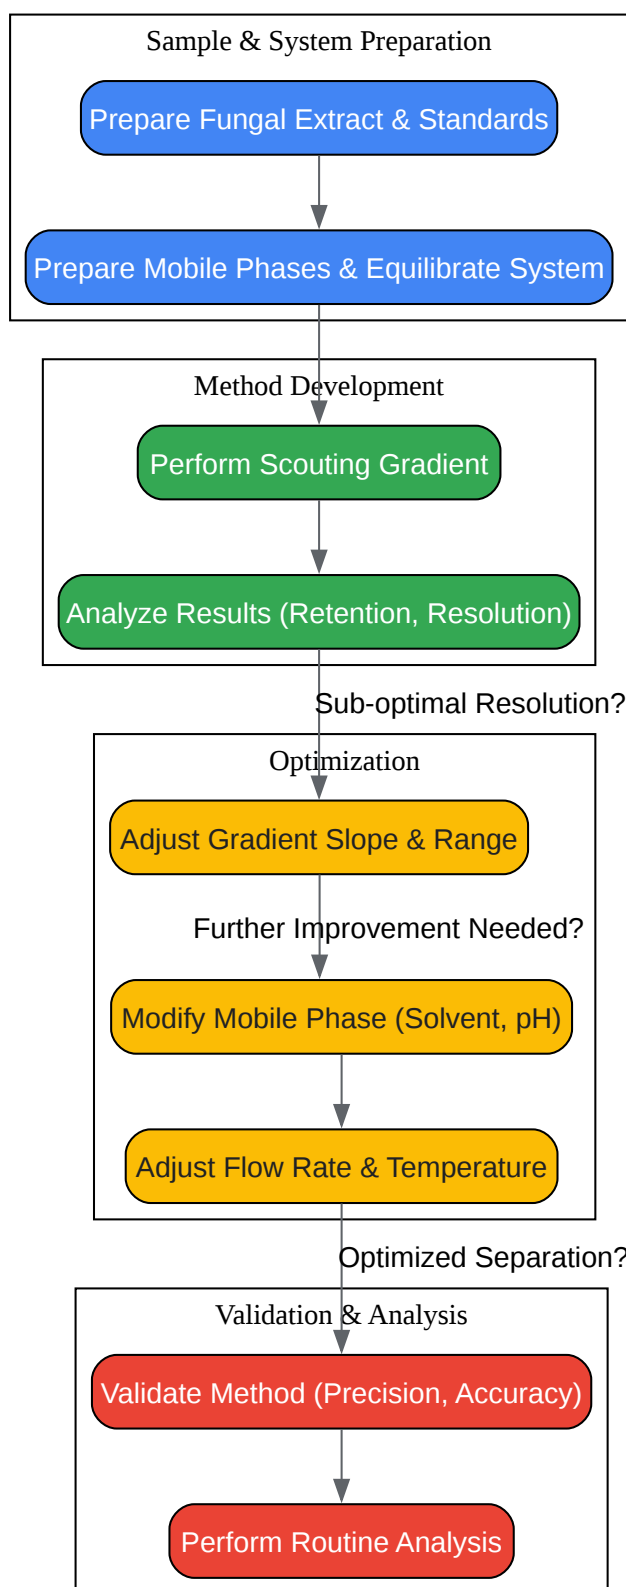 Sample & System Preparation
Prepare Fungal Extract & Standards
Prepare Mobile Phases & Equilibrate System
Method Development
Perform Scouting Gradient
Analyze Results (Retention, Resolution)
Sub-optimal Resolution?
Optimization
Adjust Gradient Slope & Range
Further Improvement Needed?
Modify Mobile Phase (Solvent, pH)
Adjust Flow Rate & Temperature
Optimized Separation?
Validation & Analysis
Validate Method (Precision, Accuracy)
Perform Routine Analysis